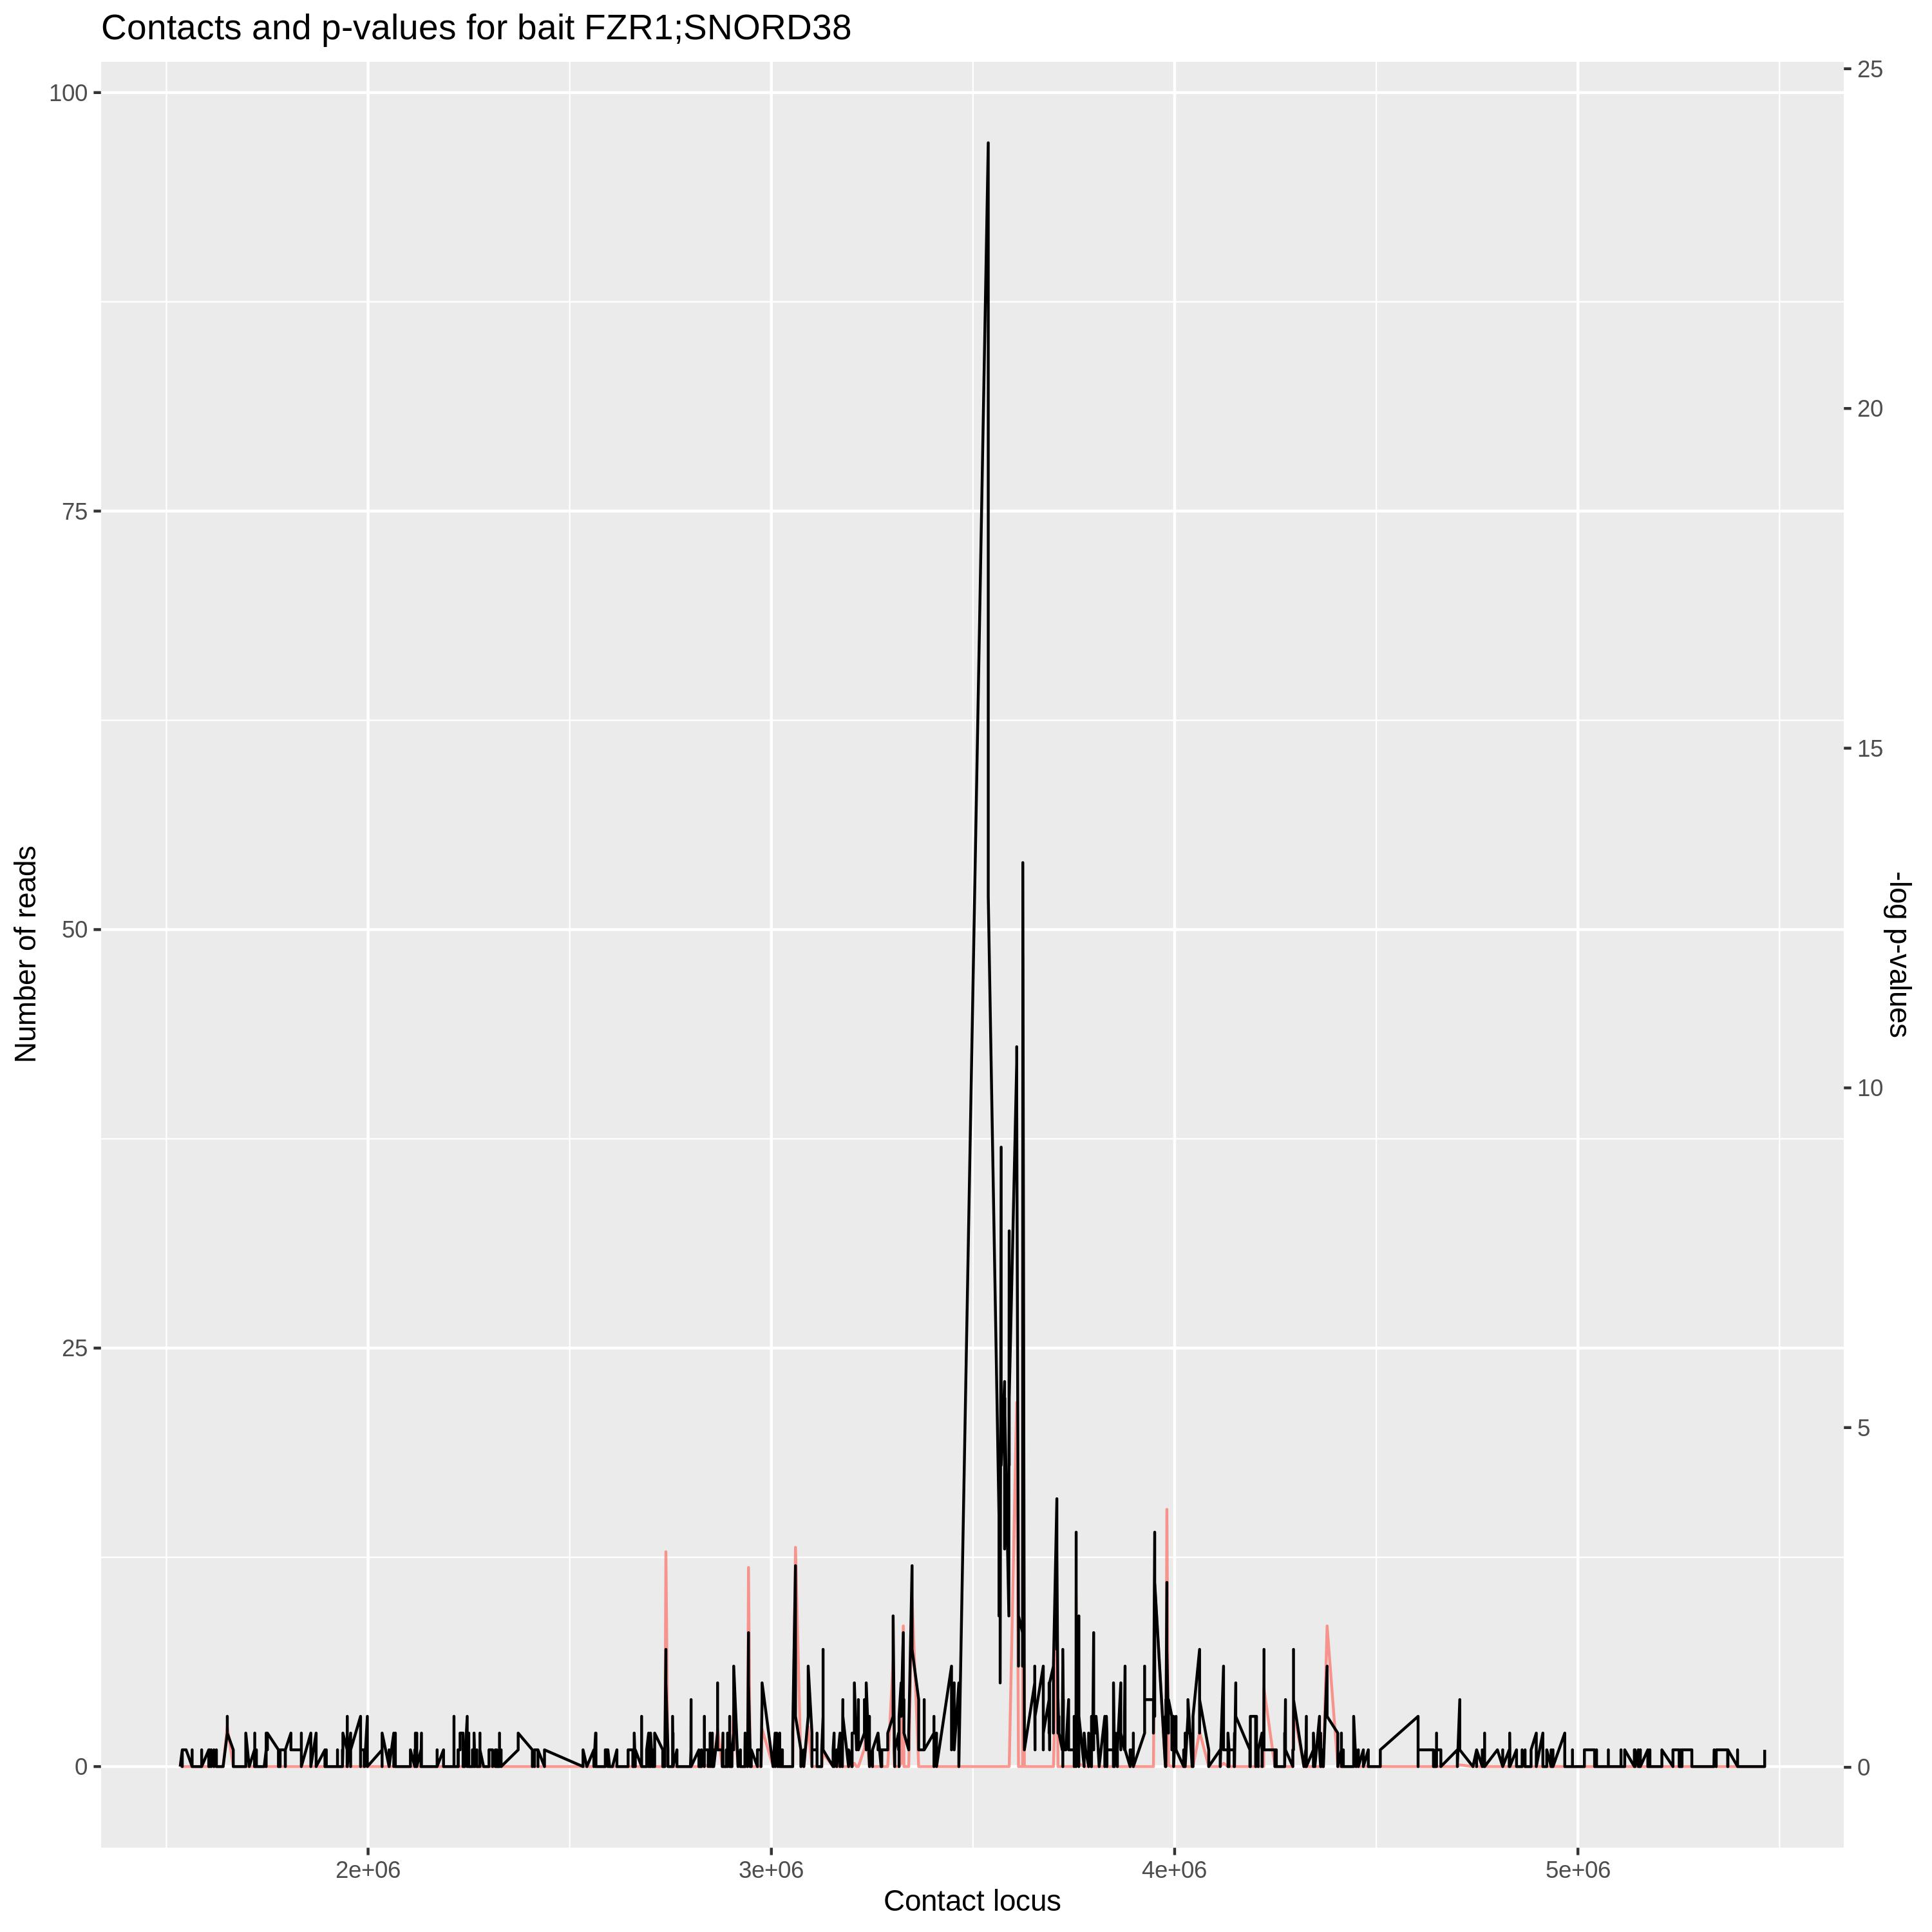 Contacts and p-values for bait FZR1;SNORD38
100
75
50
25
0
Number of reads
25
20
15
10
5
0
-log p-values
2e+06
3e+06
4e+06
5e+06
Contact locus